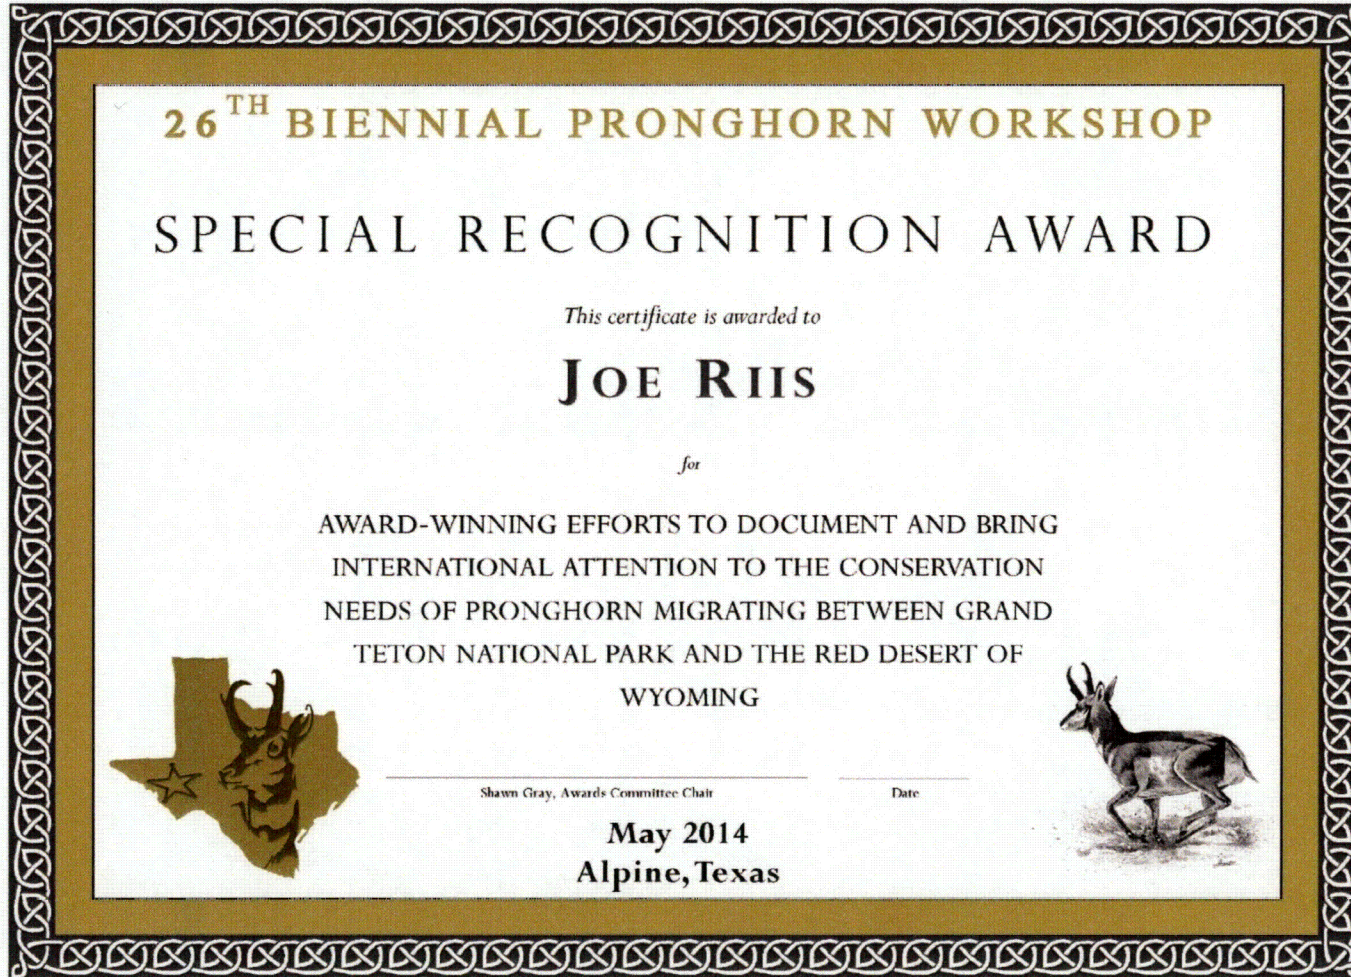 26TH BIENNIAL PRONGHORN WORKSHOP
SPECIAL RECOGNITION AWARD
This certificate is awarded to
JOE RIIS
for
AWARD-WINNING EFFORTS TO DOCUMENT AND BRING
INTERNATIONAL ATTENTION TO THE CONSERVATION
NEEDS OF PRONGHORN MIGRATING BETWEEN GRAND
TETON NATIONAL PARK AND THE RED DESERT OF
WYOMING
Shawn Gray, Awards Committee Chair Date
May 2014
Alpine, Texas